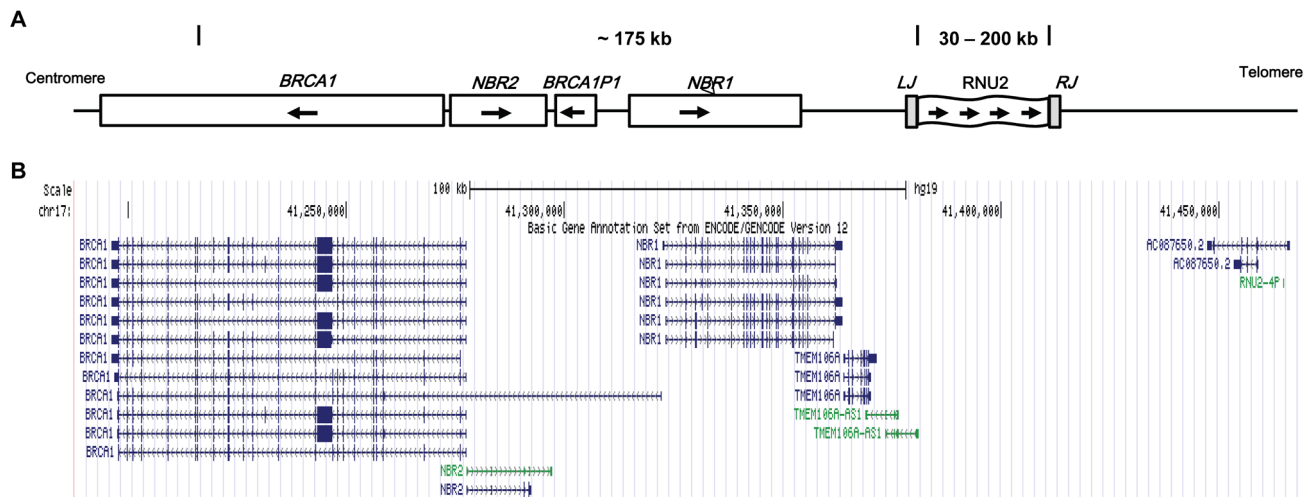 A
~ 175 kb
30 – 200 kb
Centromere
BRCA1
NBR2
BRCA1P1
NBR1
LJ
RNU2
RJ
Telomere
B
Scale
100 kb
hg19
chr17:
41,250,000
41,300,000
41,350,000
41,400,000
41,450,000
Basic Gene Annotation Set from ENCODE/GENCODE Version 12
BRCA1
NBR1
AC087650.2
BRCA1
NBR1
AC087650.2
BRCA1
NBR1
RNU2-4P
BRCA1
NBR1
BRCA1
NBR1
BRCA1
NBR1
BRCA1
TMEM106A
BRCA1
TMEM106A
BRCA1
TMEM106A
BRCA1
TMEM106A-AS1
BRCA1
TMEM106A-AS1
BRCA1
NBR2
NBR2